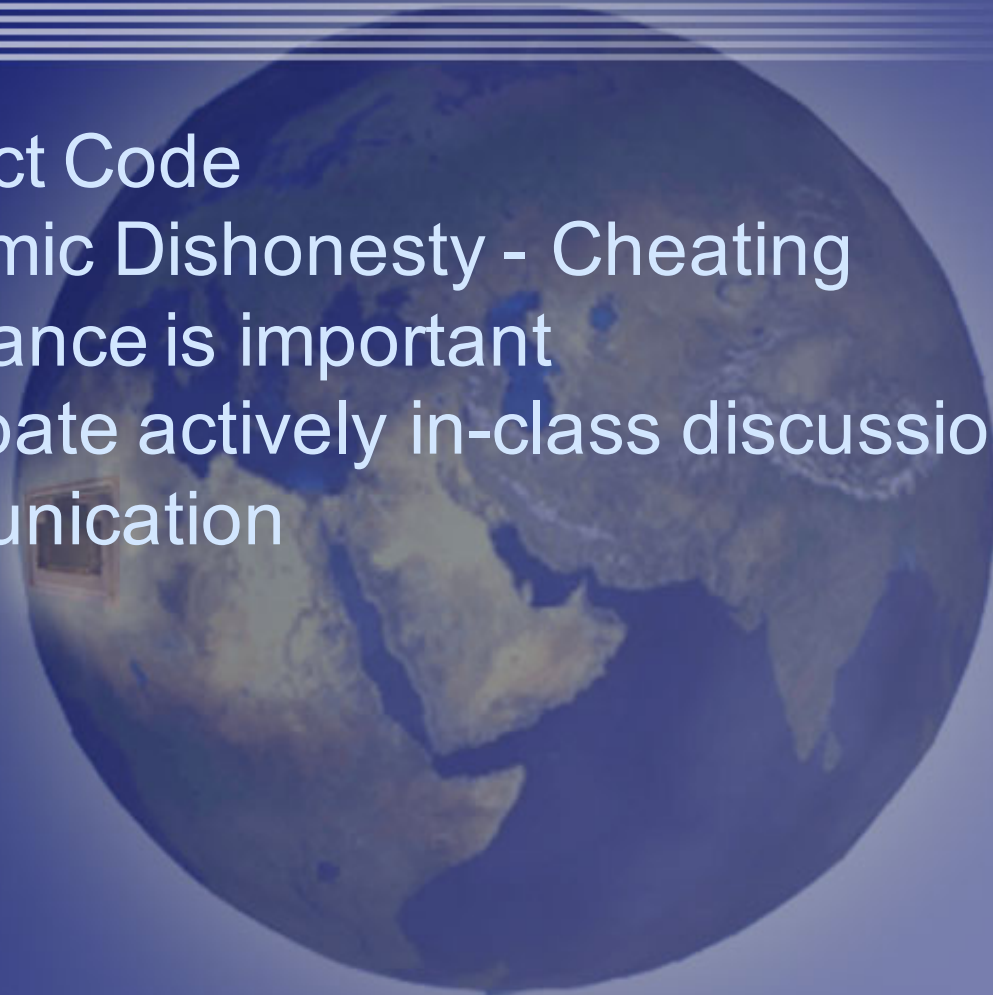 ct Code
mic Dishonesty - Cheating
ance is important
pate actively in-class discussio
unication